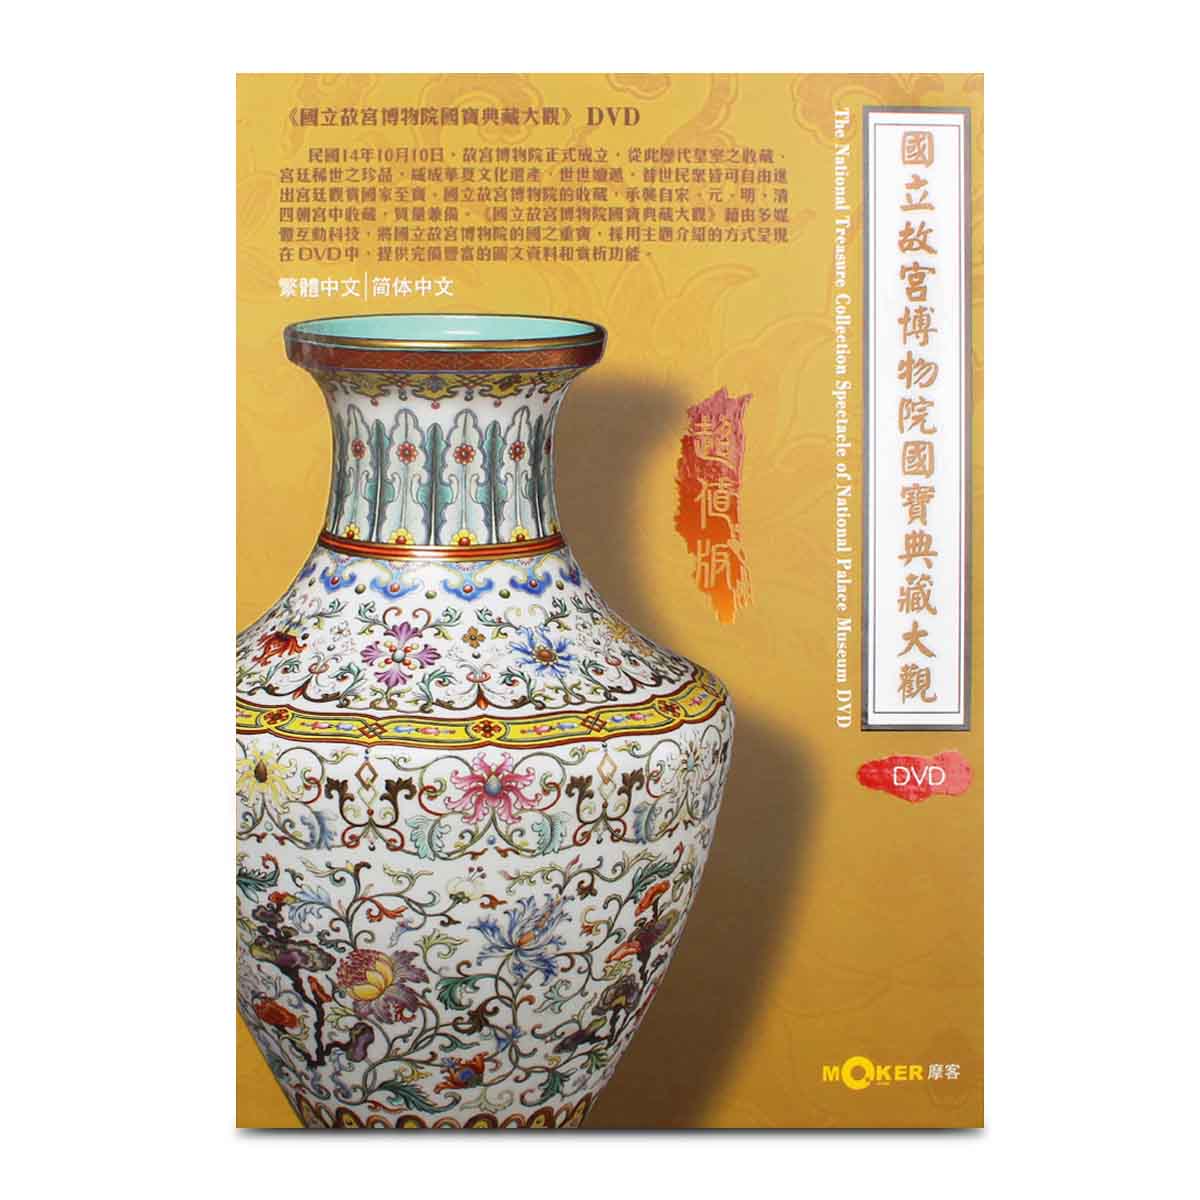 《國立故宮博物院國寶典藏大觀》DVD
民國14年10月10日，故宮博物院正式成立，從此歷代皇室之收藏、
宮廷稀世之珍品，咸成華夏文化遺產，世世遞遞。普世民眾皆可自由進
出宮廷觀賞國家至寶。國立故宮博物院的收藏，承襲自宋、元、明、清
四朝宮中收藏，質量兼備。《國立故宮博物院國寶典藏大觀》藉由多媒
體互動科技，將國立故宮博物院的國之重寶，採用主題介紹的方式呈現
在DVD中，提供完備豐富的圖文資料和賞析功能。
繁體中文|简体中文
國立故宮博物院國寶典藏大觀
The National Treasure Collection Spectacle of National Palace Museum DVD
超值版
DVD
MOKER 摩客